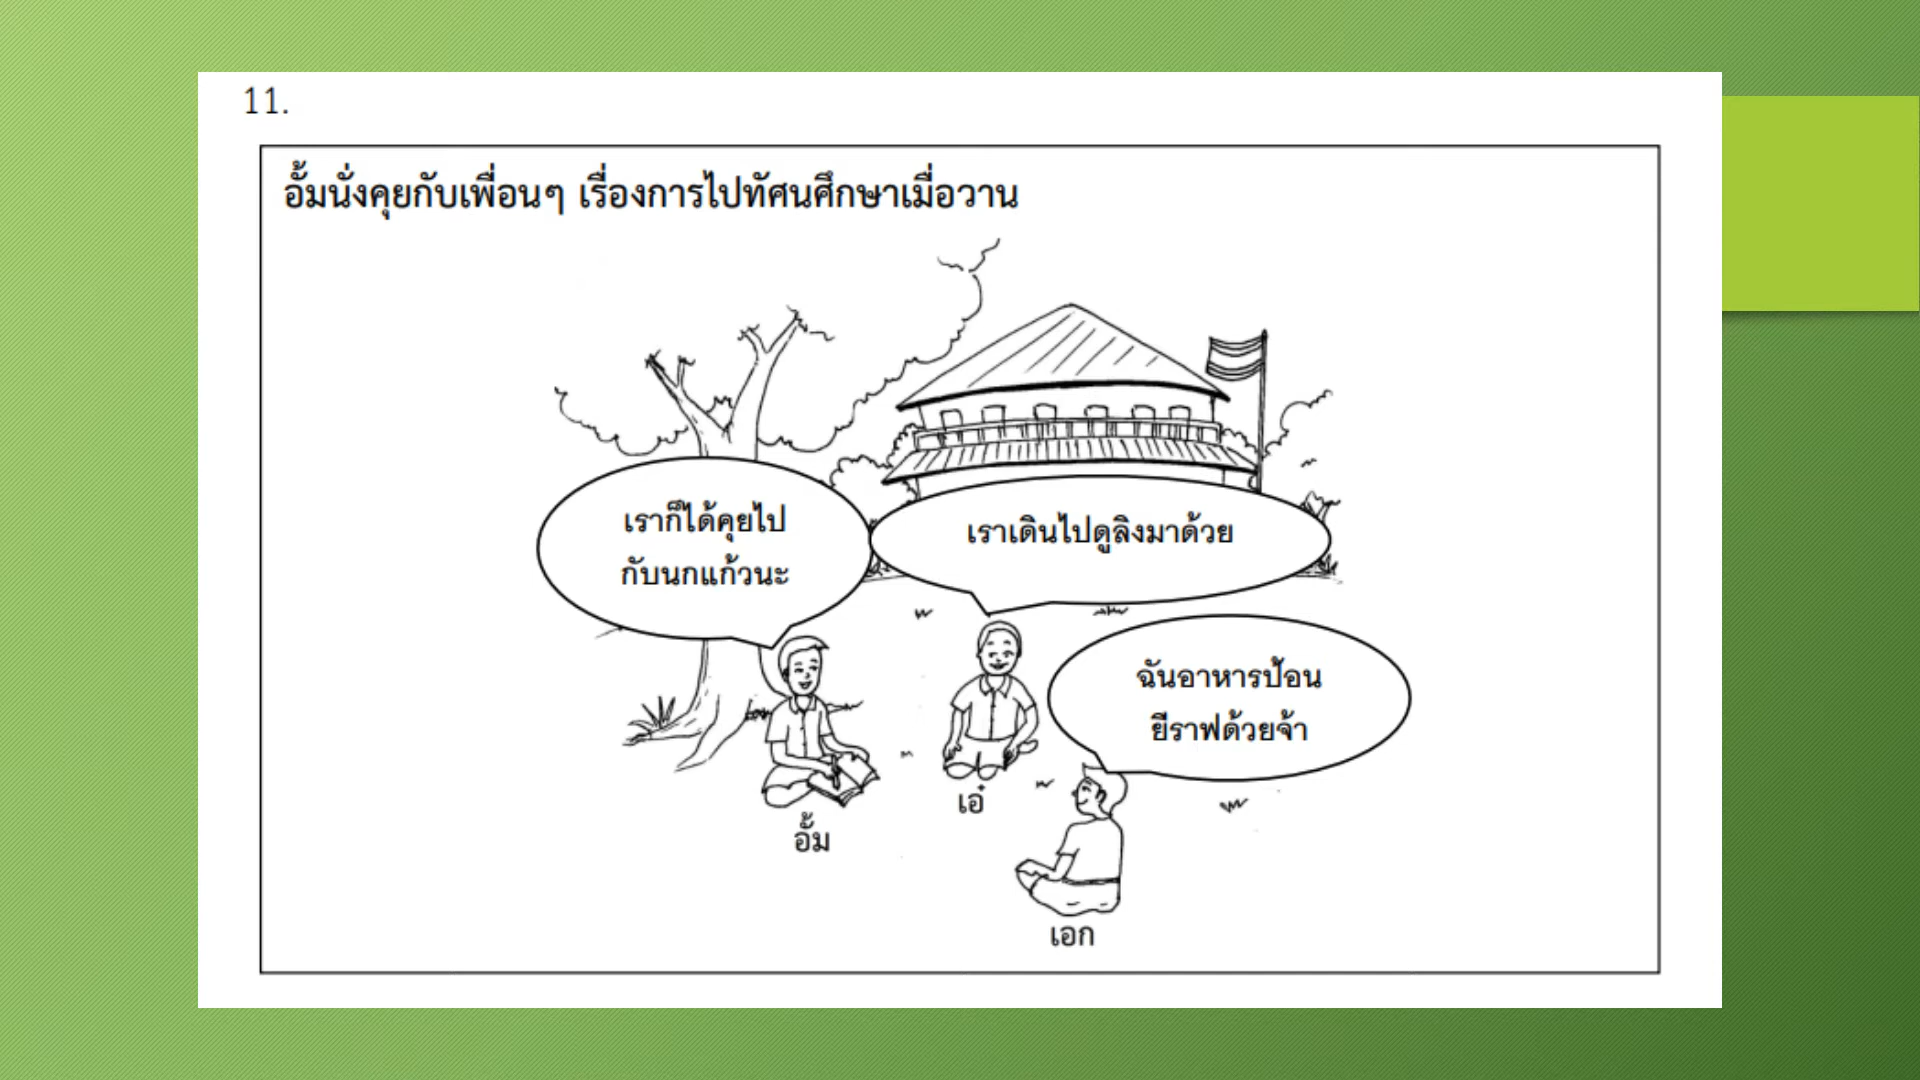 11.
อั้มนั่งคุยกับเพื่อนๆ เรื่องการไปทัศนศึกษาเมื่อวาน
เราก็ได้คุยไป
กับนกแก้วนะ
เราเดินไปดูลิงมาด้วย
ฉันอาหารป้อน
ยีราฟด้วยจ้า
อั้ม
เอ๋
เอก